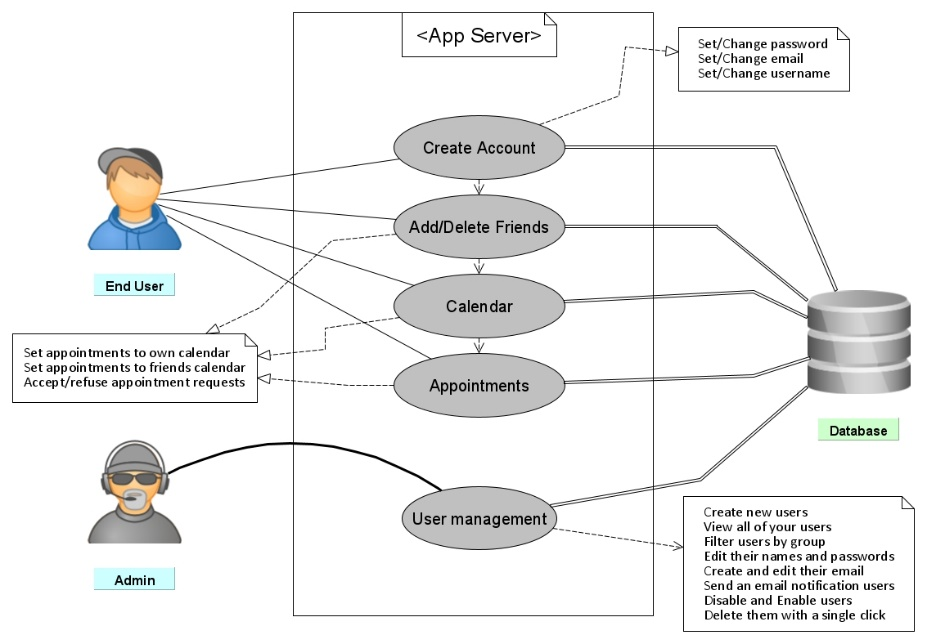 <App Server>
Set/Change password
Set/Change email
Set/Change username
Create Account
Add/Delete Friends
End User
Calendar
Set appointments to own calendar
Set appointments to friends calendar
Accept/refuse appointment requests
Appointments
Database
User management
Admin
Create new users
View all of your users
Filter users by group
Edit their names and passwords
Create and edit their email
Send an email notification users
Disable and Enable users
Delete them with a single click